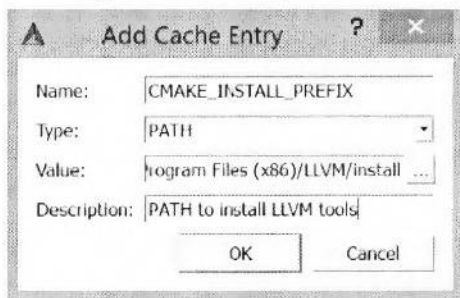 Add Cache Entry ?
Name: CMAKE_INSTALL_PREFIX
Type: PATH
Value: rogram Files (x86)/LLVM/install ...
Description: PATH to install LLVM tools
OK Cancel